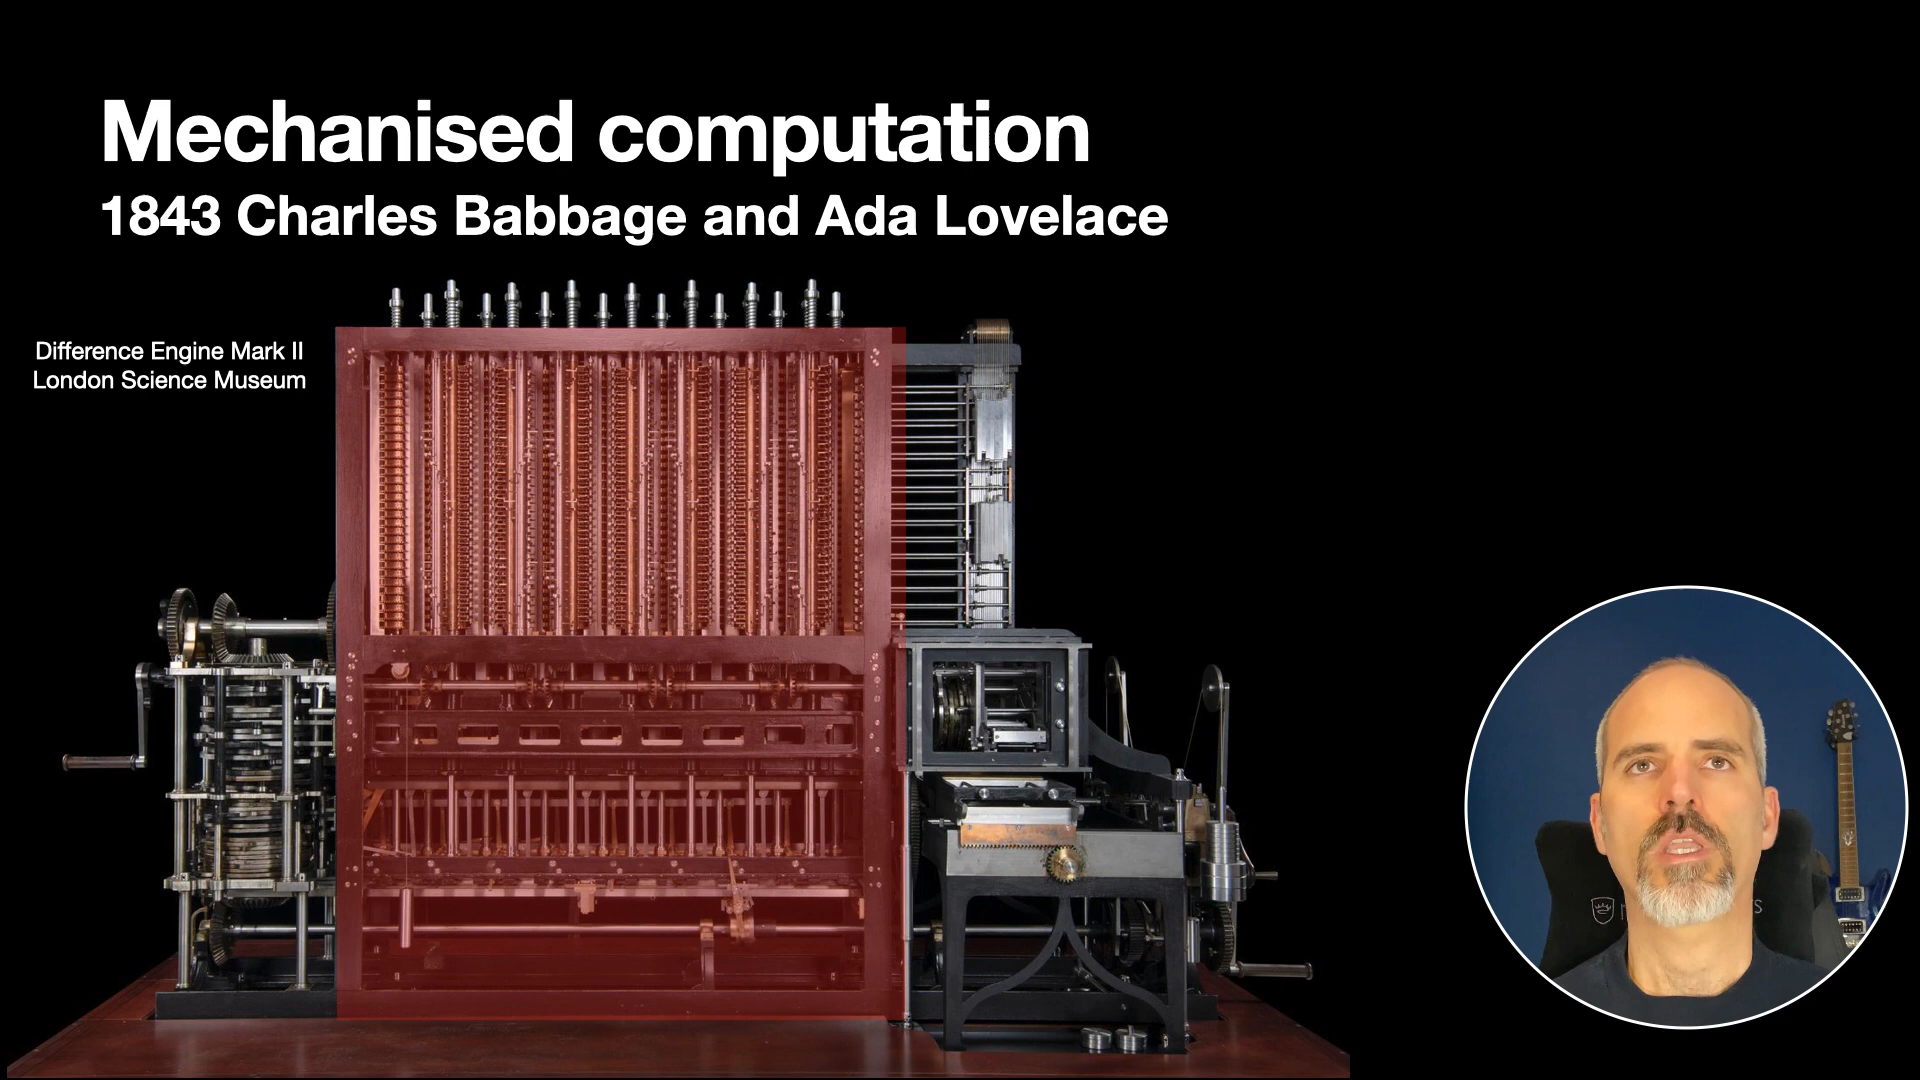 Mechanised computation
1843 Charles Babbage and Ada Lovelace
Difference Engine Mark II
London Science Museum